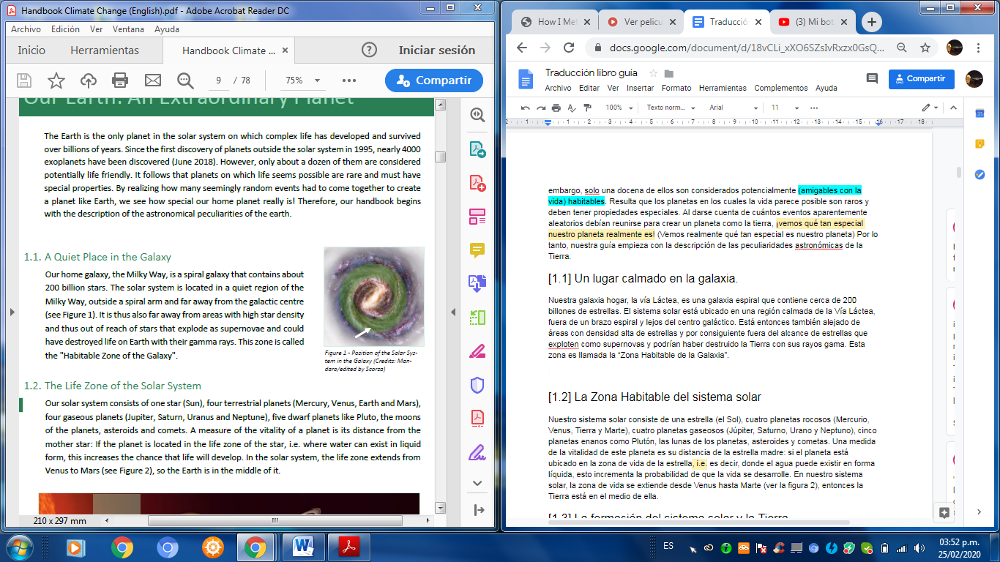 Handbook Climate Change (English).pdf - Adobe Acrobat Reader DC
Archivo Edición Ver Ventana Ayuda
Inicio Herramientas Handbook Climate ... × Iniciar sesión
9 / 78 75% Compartir
Our Earth: An Extraordinary Planet
The Earth is the only planet in the solar system on which complex life has developed and survived
over billions of years. Since the first discovery of planets outside the solar system in 1995, nearly 4000
exoplanets have been discovered (June 2018). However, only about a dozen of them are considered
potentially life friendly. It follows that planets on which life seems possible are rare and must have
special properties. By realizing how many seemingly random events had to come together to create
a planet like Earth, we see how special our home planet really is! Therefore, our handbook begins
with the description of the astronomical peculiarities of the earth.
1.1. A Quiet Place in the Galaxy
Our home galaxy, the Milky Way, is a spiral galaxy that contains about
200 billion stars. The solar system is located in a quiet region of the
Milky Way, outside a spiral arm and far away from the galactic centre
(see Figure 1). It is thus also far away from areas with high star density
and thus out of reach of stars that explode as supernovae and could
have destroyed life on Earth with their gamma rays. This zone is called
the "Habitable Zone of the Galaxy".
Figure 1 - Position of the Solar Sys-
tem in the Galaxy (Credits: Man-
daro/edited by Scorza)
1.2. The Life Zone of the Solar System
Our solar system consists of one star (Sun), four terrestrial planets (Mercury, Venus, Earth and Mars),
four gaseous planets (Jupiter, Saturn, Uranus and Neptune), five dwarf planets like Pluto, the moons
of the planets, asteroids and comets. A measure of the vitality of a planet is its distance from the
mother star: If the planet is located in the life zone of the star, i.e. where water can exist in liquid
form, this increases the chance that life will develop. In the solar system, the life zone extends from
Venus to Mars (see Figure 2), so the Earth is in the middle of it.
210 x 297 mm
How I Met Ver pelicu Traducció (3) Mi bot
docs.google.com/document/d/18vCLi_xXO6SZsIvRxzx0GsQ...
Traducción libro guía
Archivo Editar Ver Insertar Formato Herramientas Complementos Ayuda
Compartir
100% Texto norm... Arial 11
2 1 1 2 3 4 5 6 7 8 9 10 11 12 13 14 15 16 17 18
embargo, solo una docena de ellos son considerados potencialmente (amigables con la
vida) habitables. Resulta que los planetas en los cuales la vida parece posible son raros y
deben tener propiedades especiales. Al darse cuenta de cuántos eventos aparentemente
aleatorios debían reunirse para crear un planeta como la tierra, ¡vemos qué tan especial
nuestro planeta realmente es! (Vemos realmente qué tan especial es nuestro planeta) Por lo
tanto, nuestra guía empieza con la descripción de las peculiaridades astronómicas de la
Tierra.
[1.1] Un lugar calmado en la galaxia.
Nuestra galaxia hogar, la vía Láctea, es una galaxia espiral que contiene cerca de 200
billones de estrellas. El sistema solar está ubicado en una región calmada de la Vía Láctea,
fuera de un brazo espiral y lejos del centro galáctico. Está entonces también alejado de
áreas con densidad alta de estrellas y por consiguiente fuera del alcance de estrellas que
exploten como supernovas y podrían haber destruido la Tierra con sus rayos gama. Esta
zona es llamada la “Zona Habitable de la Galaxia”.
[1.2] La Zona Habitable del sistema solar
Nuestro sistema solar consiste de una estrella (el Sol), cuatro planetas rocosos (Mercurio,
Venus, Tierra y Marte), cuatro planetas gaseosos (Júpiter, Saturno, Urano y Neptuno), cinco
planetas enanos como Plutón, las lunas de los planetas, asteroides y cometas. Una medida
de la vitalidad de este planeta es su distancia de la estrella madre: si el planeta está
ubicado en la zona de vida de la estrella, i.e. es decir, donde el agua puede existir en forma
líquida, esto incrementa la probabilidad de que la vida se desarrolle. En nuestro sistema
solar, la zona de vida se extiende desde Venus hasta Marte (ver la figura 2), entonces la
Tierra está en el medio de ella.
[1.3] La formación del sistema solar y la Tierra
ES 03:52 p.m.
25/02/2020